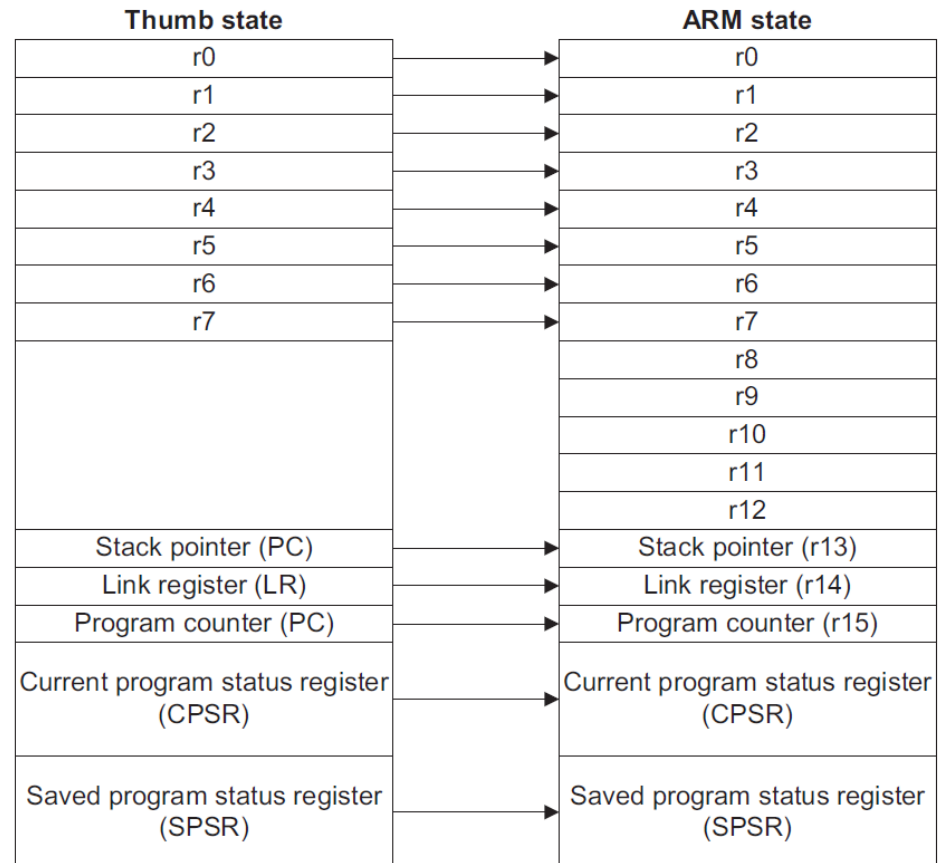 Thumb state
ARM state
r0
r0
r1
r1
r2
r2
r3
r3
r4
r4
r5
r5
r6
r6
r7
r7
r8
r9
r10
r11
r12
Stack pointer (PC)
Stack pointer (r13)
Link register (LR)
Link register (r14)
Program counter (PC)
Program counter (r15)
Current program status register
(CPSR)
Current program status register
(CPSR)
Saved program status register
(SPSR)
Saved program status register
(SPSR)